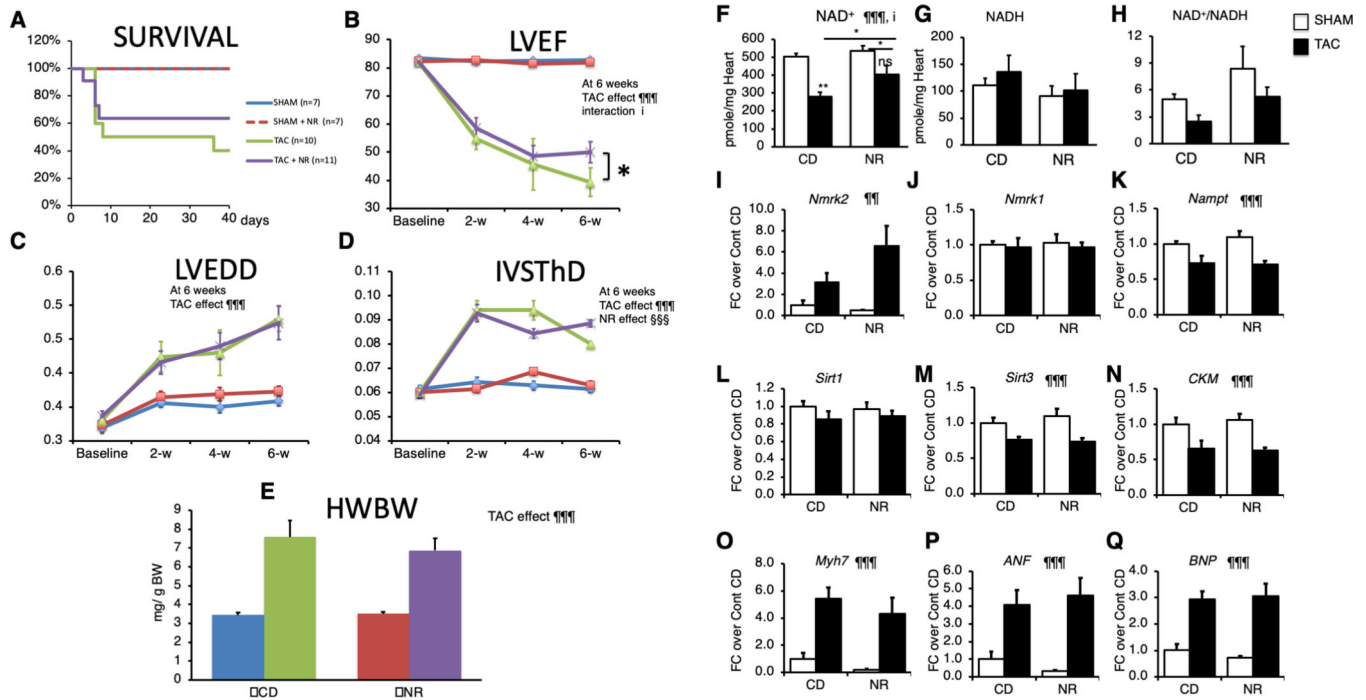 A
SURVIVAL
120%
100%
80%
60%
40%
20%
0%
0
20
40
days
SHAM (n=7)
SHAM + NR (n=7)
TAC (n=10)
TAC + NR (n=11)
B
LVEF
90
80
70
60
50
40
30
Baseline
2-w
4-w
6-w
At 6 weeks
TAC effect ¶¶¶
interaction i
*
C
LVEDD
At 6 weeks
TAC effect ¶¶¶
0.6
0.5
0.5
0.4
0.4
0.3
Baseline
2-w
4-w
6-w
D
IVSThD
At 6 weeks
TAC effect ¶¶¶
NR effect §§§
0.11
0.10
0.09
0.08
0.07
0.06
0.05
0.04
Baseline
2-w
4-w
6-w
E
HWBW
TAC effect ¶¶¶
mg/ g BW
9
8
7
6
5
4
3
2
1
0
□CD
□NR
F
NAD⁺ ¶¶¶, i
pmole/mg Heart
600
500
400
300
200
100
0
*
*
ns
**
CD
NR
G
NADH
pmole/mg Heart
200
150
100
50
0
CD
NR
H
NAD⁺/NADH
12
10
8
6
4
2
0
CD
NR
SHAM
TAC
I
Nmrk2 ¶¶
FC over Cont CD
10.0
8.0
6.0
4.0
2.0
0.0
CD
NR
J
Nmrk1
FC over Cont CD
1.5
1.0
0.5
0.0
CD
NR
K
Nampt ¶¶¶
FC over Cont CD
1.5
1.0
0.5
0.0
CD
NR
L
Sirt1
FC over Cont CD
1.2
1.0
0.8
0.6
0.4
0.2
0.0
CD
NR
M
Sirt3 ¶¶¶
FC over Cont CD
1.5
1.0
0.5
0.0
CD
NR
N
CKM ¶¶¶
FC over Cont CD
1.5
1.0
0.5
0.0
CD
NR
O
Myh7 ¶¶¶
FC over Cont CD
8.0
6.0
4.0
2.0
0.0
CD
NR
P
ANF ¶¶¶
FC over Cont CD
6.0
5.0
4.0
3.0
2.0
1.0
0.0
CD
NR
Q
BNP ¶¶¶
FC over Cont CD
4.0
3.0
2.0
1.0
0.0
CD
NR